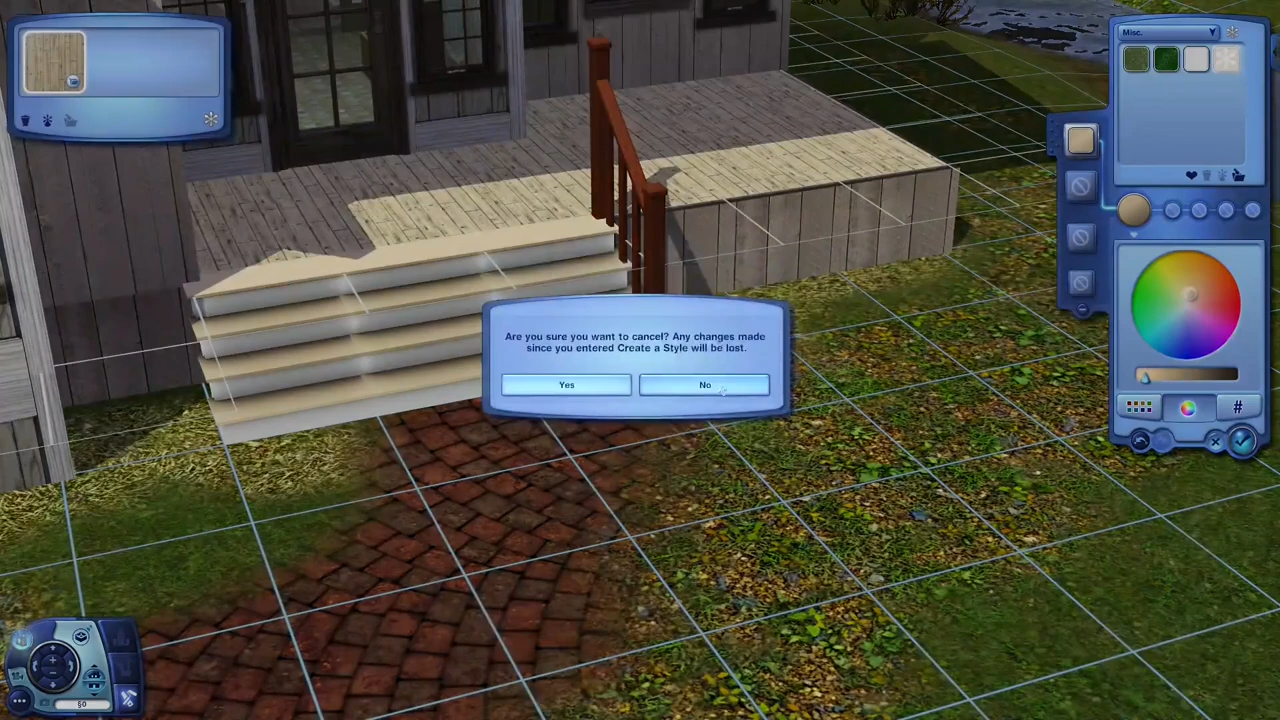 Misc.
Are you sure you want to cancel? Any changes made
since you entered Create a Style will be lost.
Yes
No
#
§0